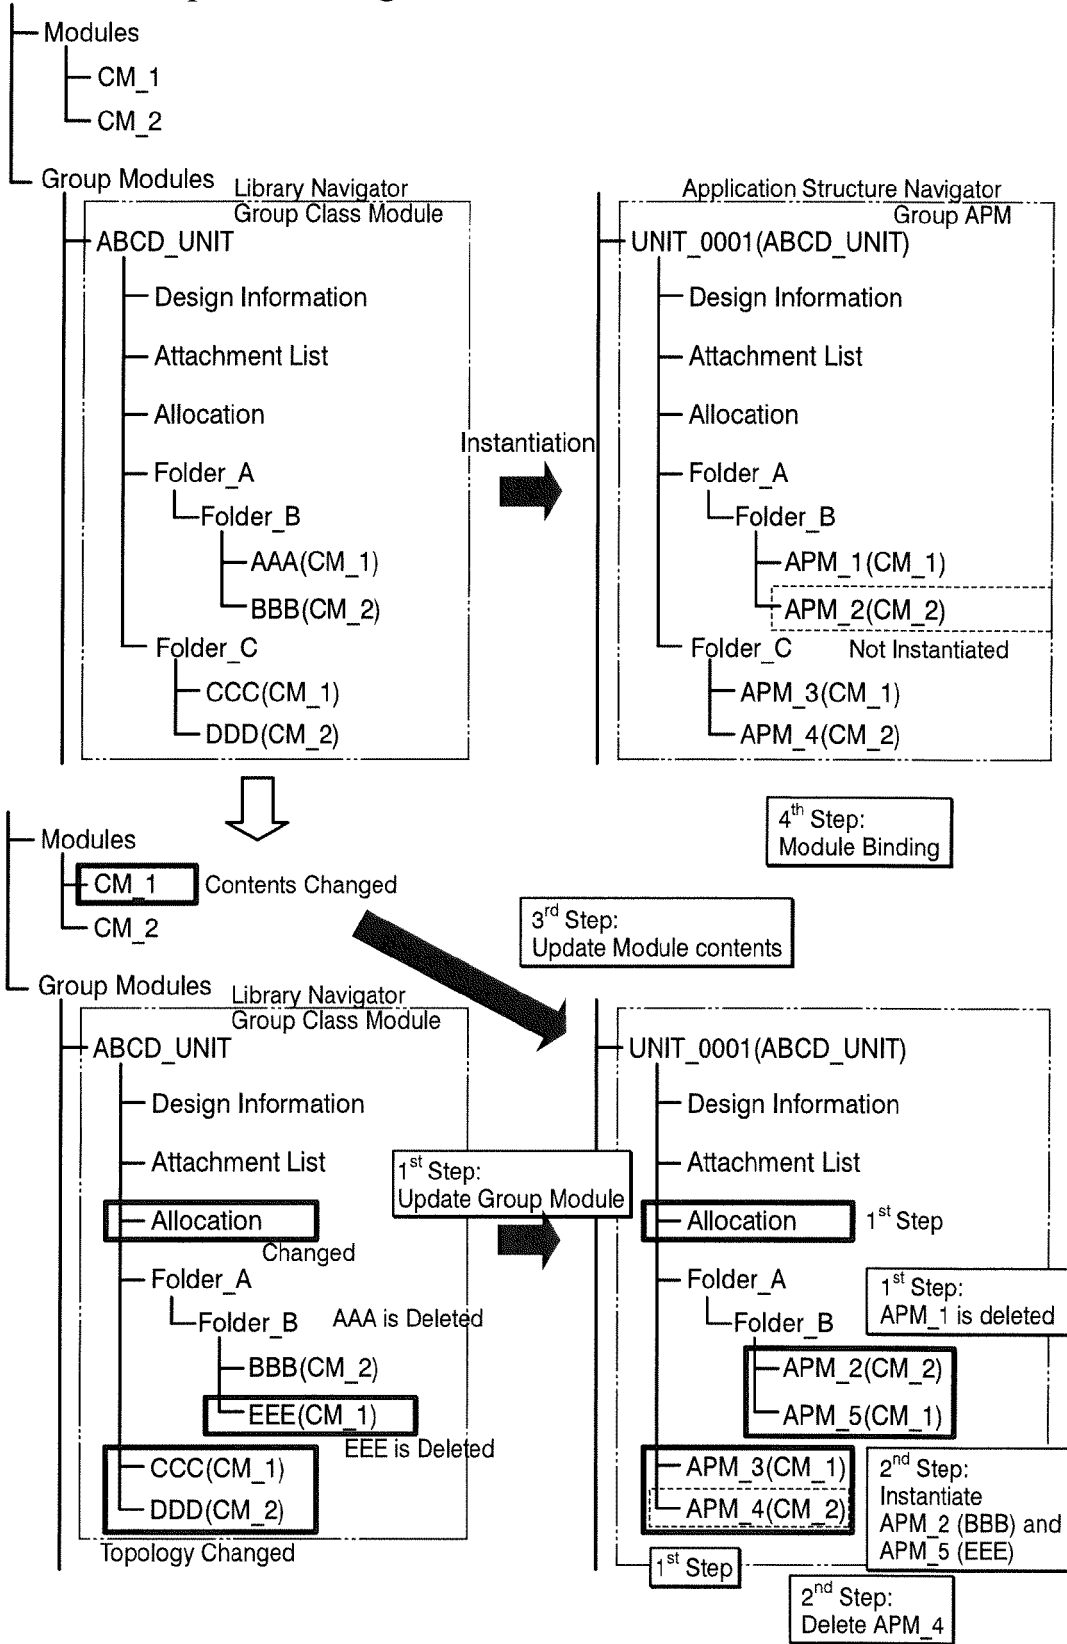 Modules
CM_1
CM_2
Group Modules
Library Navigator
Group Class Module
ABCD_UNIT
Design Information
Attachment List
Allocation
Folder_A
Folder_B
AAA(CM_1)
BBB(CM_2)
Folder_C
CCC(CM_1)
DDD(CM_2)
Instantiation
Application Structure Navigator
Group APM
UNIT_0001(ABCD_UNIT)
Design Information
Attachment List
Allocation
Folder_A
Folder_B
APM_1(CM_1)
APM_2(CM_2)
Folder_C Not Instantiated
APM_3(CM_1)
APM_4(CM_2)
4th Step:
Module Binding
Modules
CM_1 Contents Changed
CM_2
3rd Step:
Update Module contents
Group Modules
Library Navigator
Group Class Module
ABCD_UNIT
Design Information
Attachment List
Allocation
Changed
Folder_A
Folder_B AAA is Deleted
BBB(CM_2)
EEE(CM_1)
EEE is Deleted
CCC(CM_1)
DDD(CM_2)
Topology Changed
1st Step:
Update Group Module
UNIT_0001(ABCD_UNIT)
Design Information
Attachment List
Allocation 1st Step
Folder_A
Folder_B
1st Step:
APM_1 is deleted
APM_2(CM_2)
APM_5(CM_1)
APM_3(CM_1)
APM_4(CM_2)
2nd Step:
Instantiate
APM_2 (BBB) and
APM_5 (EEE)
1st Step
2nd Step:
Delete APM_4